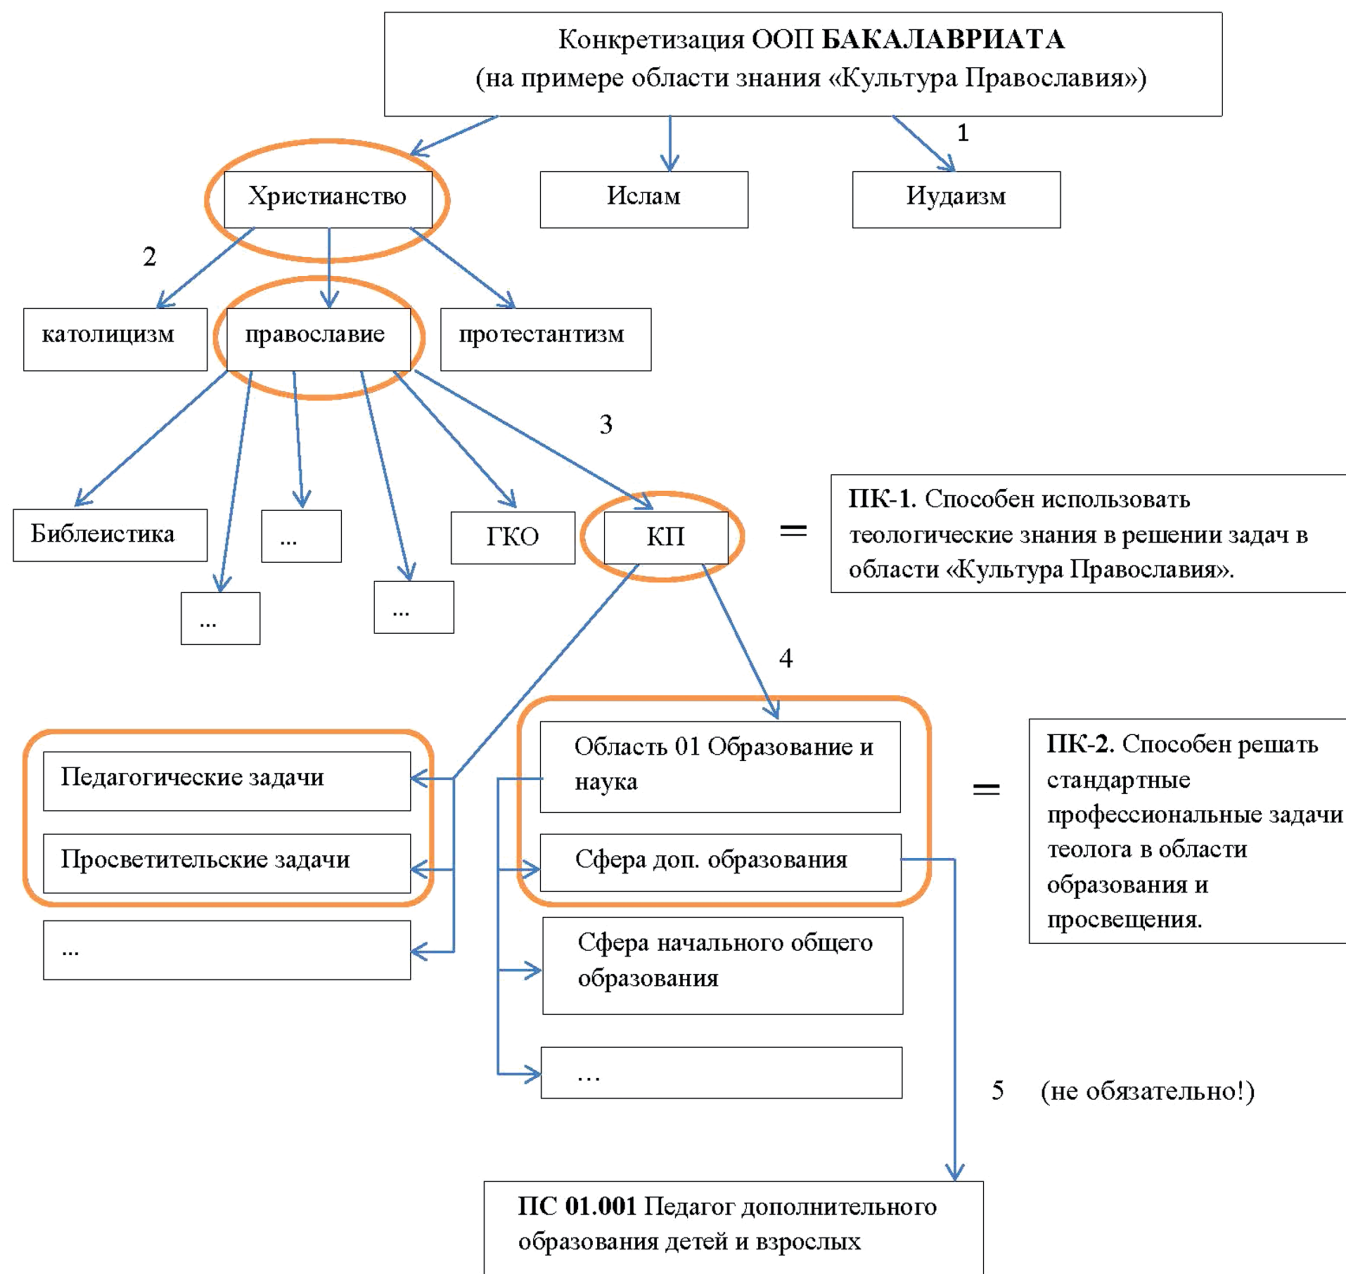 Конкретизация ООП БАКАЛАВРИАТА
(на примере области знания «Культура Православия»)
1
Христианство
Ислам
Иудаизм
2
католицизм
православие
протестантизм
3
Библеистика
...
ГКО
КП
=
ПК-1. Способен использовать
теологические знания в решении задач в
области «Культура Православия».
...
...
4
Педагогические задачи
Просветительские задачи
...
Область 01 Образование и
наука
Сфера доп. образования
Сфера начального общего
образования
...
=
ПК-2. Способен решать
стандартные
профессиональные задачи
теолога в области
образования и
просвещения.
5 (не обязательно!)
ПС 01.001 Педагог дополнительного
образования детей и взрослых